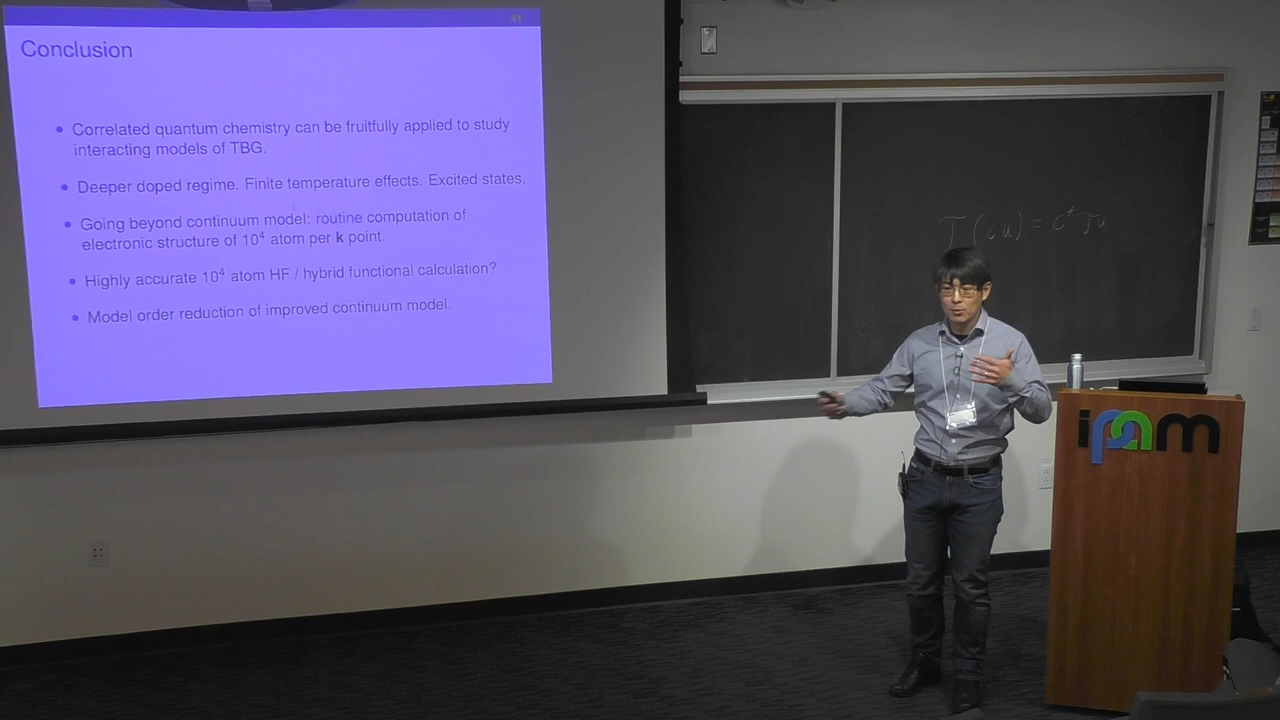 41
Conclusion
• Correlated quantum chemistry can be fruitfully applied to study
interacting models of TBG.
• Deeper doped regime. Finite temperature effects. Excited states.
• Going beyond continuum model: routine computation of
electronic structure of 10⁴ atom per k point.
• Highly accurate 10⁴ atom HF / hybrid functional calculation?
• Model order reduction of improved continuum model.
ipam